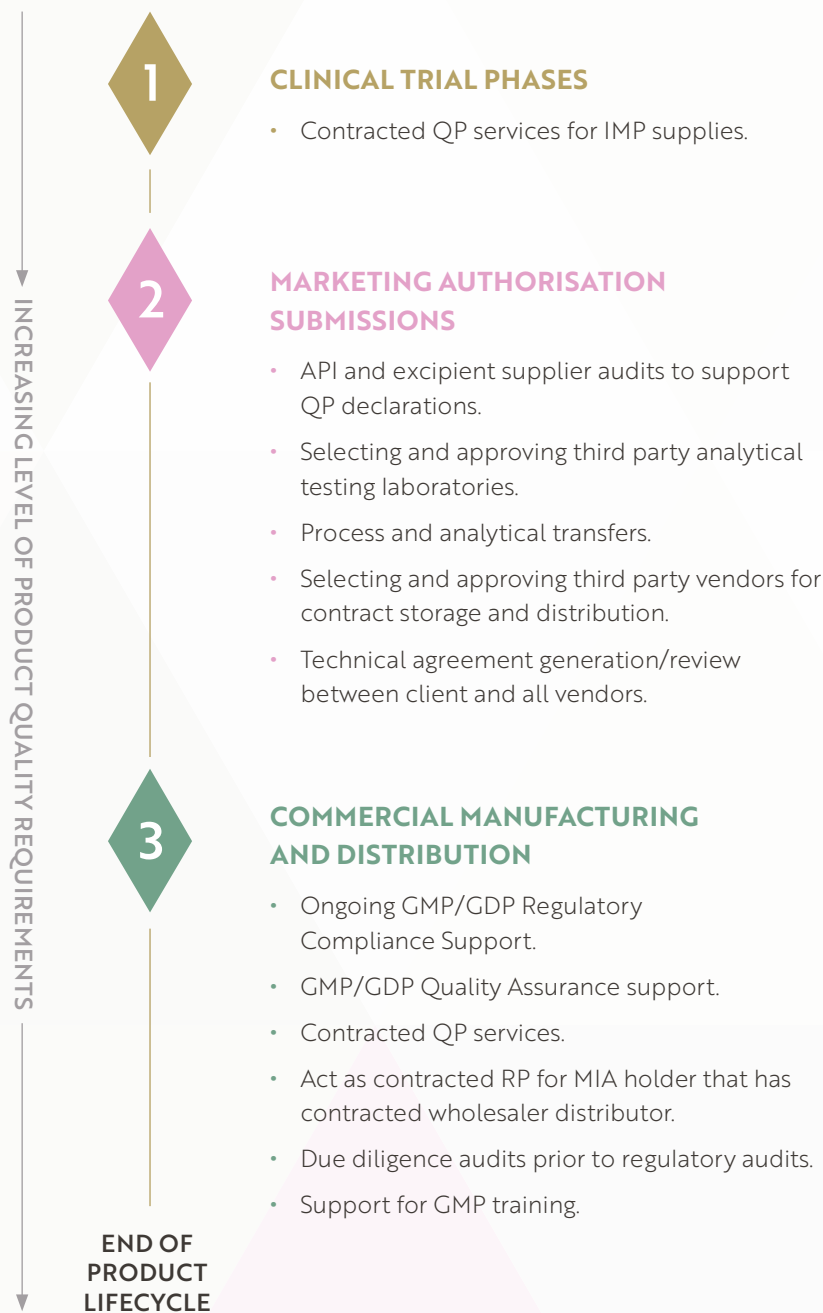 1
CLINICAL TRIAL PHASES
• Contracted QP services for IMP supplies.
2
MARKETING AUTHORISATION
SUBMISSIONS
• API and excipient supplier audits to support
QP declarations.
• Selecting and approving third party analytical
testing laboratories.
• Process and analytical transfers.
• Selecting and approving third party vendors for
contract storage and distribution.
• Technical agreement generation/review
between client and all vendors.
3
COMMERCIAL MANUFACTURING
AND DISTRIBUTION
• Ongoing GMP/GDP Regulatory
Compliance Support.
• GMP/GDP Quality Assurance support.
• Contracted QP services.
• Act as contracted RP for MIA holder that has
contracted wholesaler distributor.
• Due diligence audits prior to regulatory audits.
• Support for GMP training.
END OF
PRODUCT
LIFECYCLE
INCREASING LEVEL OF PRODUCT QUALITY REQUIREMENTS